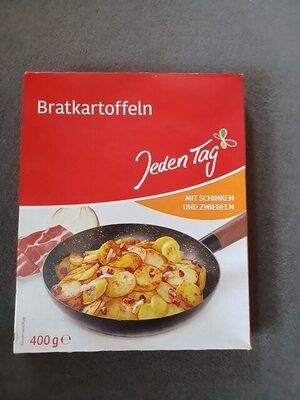 Bratkartoffeln
Jeden Tag
MIT SCHINKEN
UND ZWIEBELN
400 g ℮